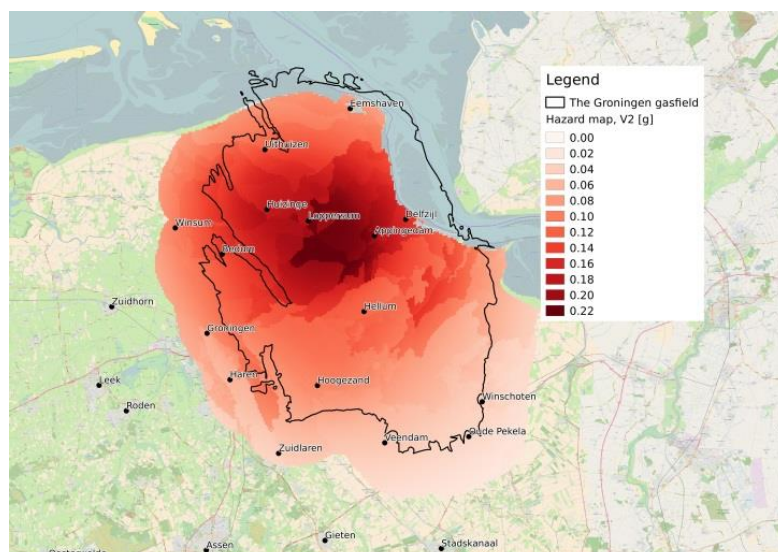 Legend
The Groningen gasfield
Hazard map, V2 [g]
0.00
0.02
0.04
0.06
0.08
0.10
0.12
0.14
0.16
0.18
0.20
0.22
Eemshaven
Uithuizen
Huizinge
Loppersum
Delfzijl
Winsum
Appingedam
Bedum
Zuidhorn
Hellum
Groningen
Leek
Haren
Hoogezand
Roden
Winschoten
Oude Pekela
Veendam
Zuidlaren
Gieten
Assen
Stadskanaal